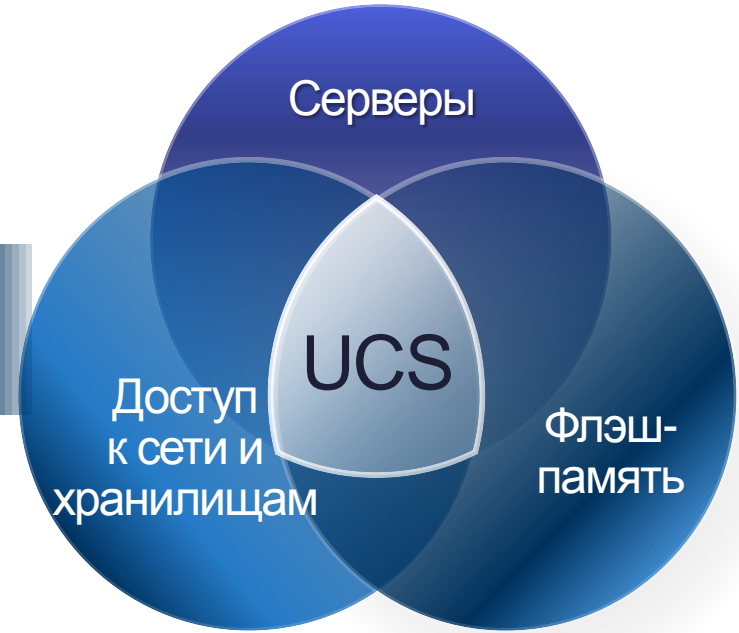 Серверы
UCS
Доступ
к сети и
хранилищам
Флэш-
память